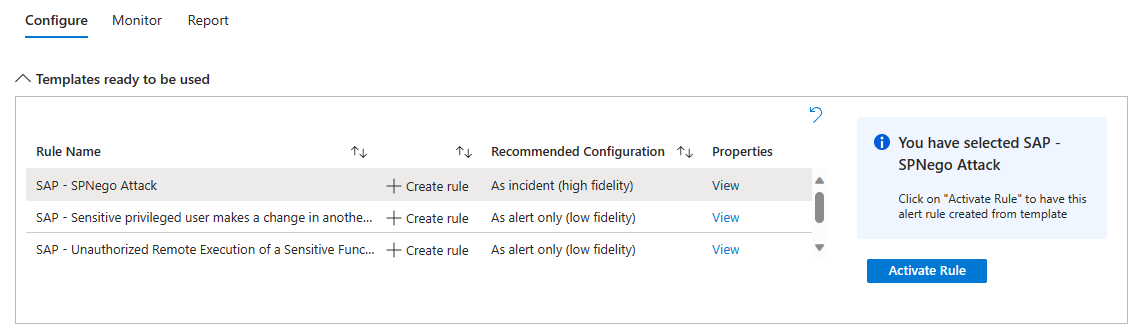 Configure Monitor Report
Templates ready to be used
Rule Name Recommended Configuration Properties
SAP - SPNego Attack Create rule As incident (high fidelity) View
SAP - Sensitive privileged user makes a change in anothe... Create rule As alert only (low fidelity) View
SAP - Unauthorized Remote Execution of a Sensitive Func... Create rule As alert only (low fidelity) View
You have selected SAP -
SPNego Attack
Click on "Activate Rule" to have this
alert rule created from template
Activate Rule